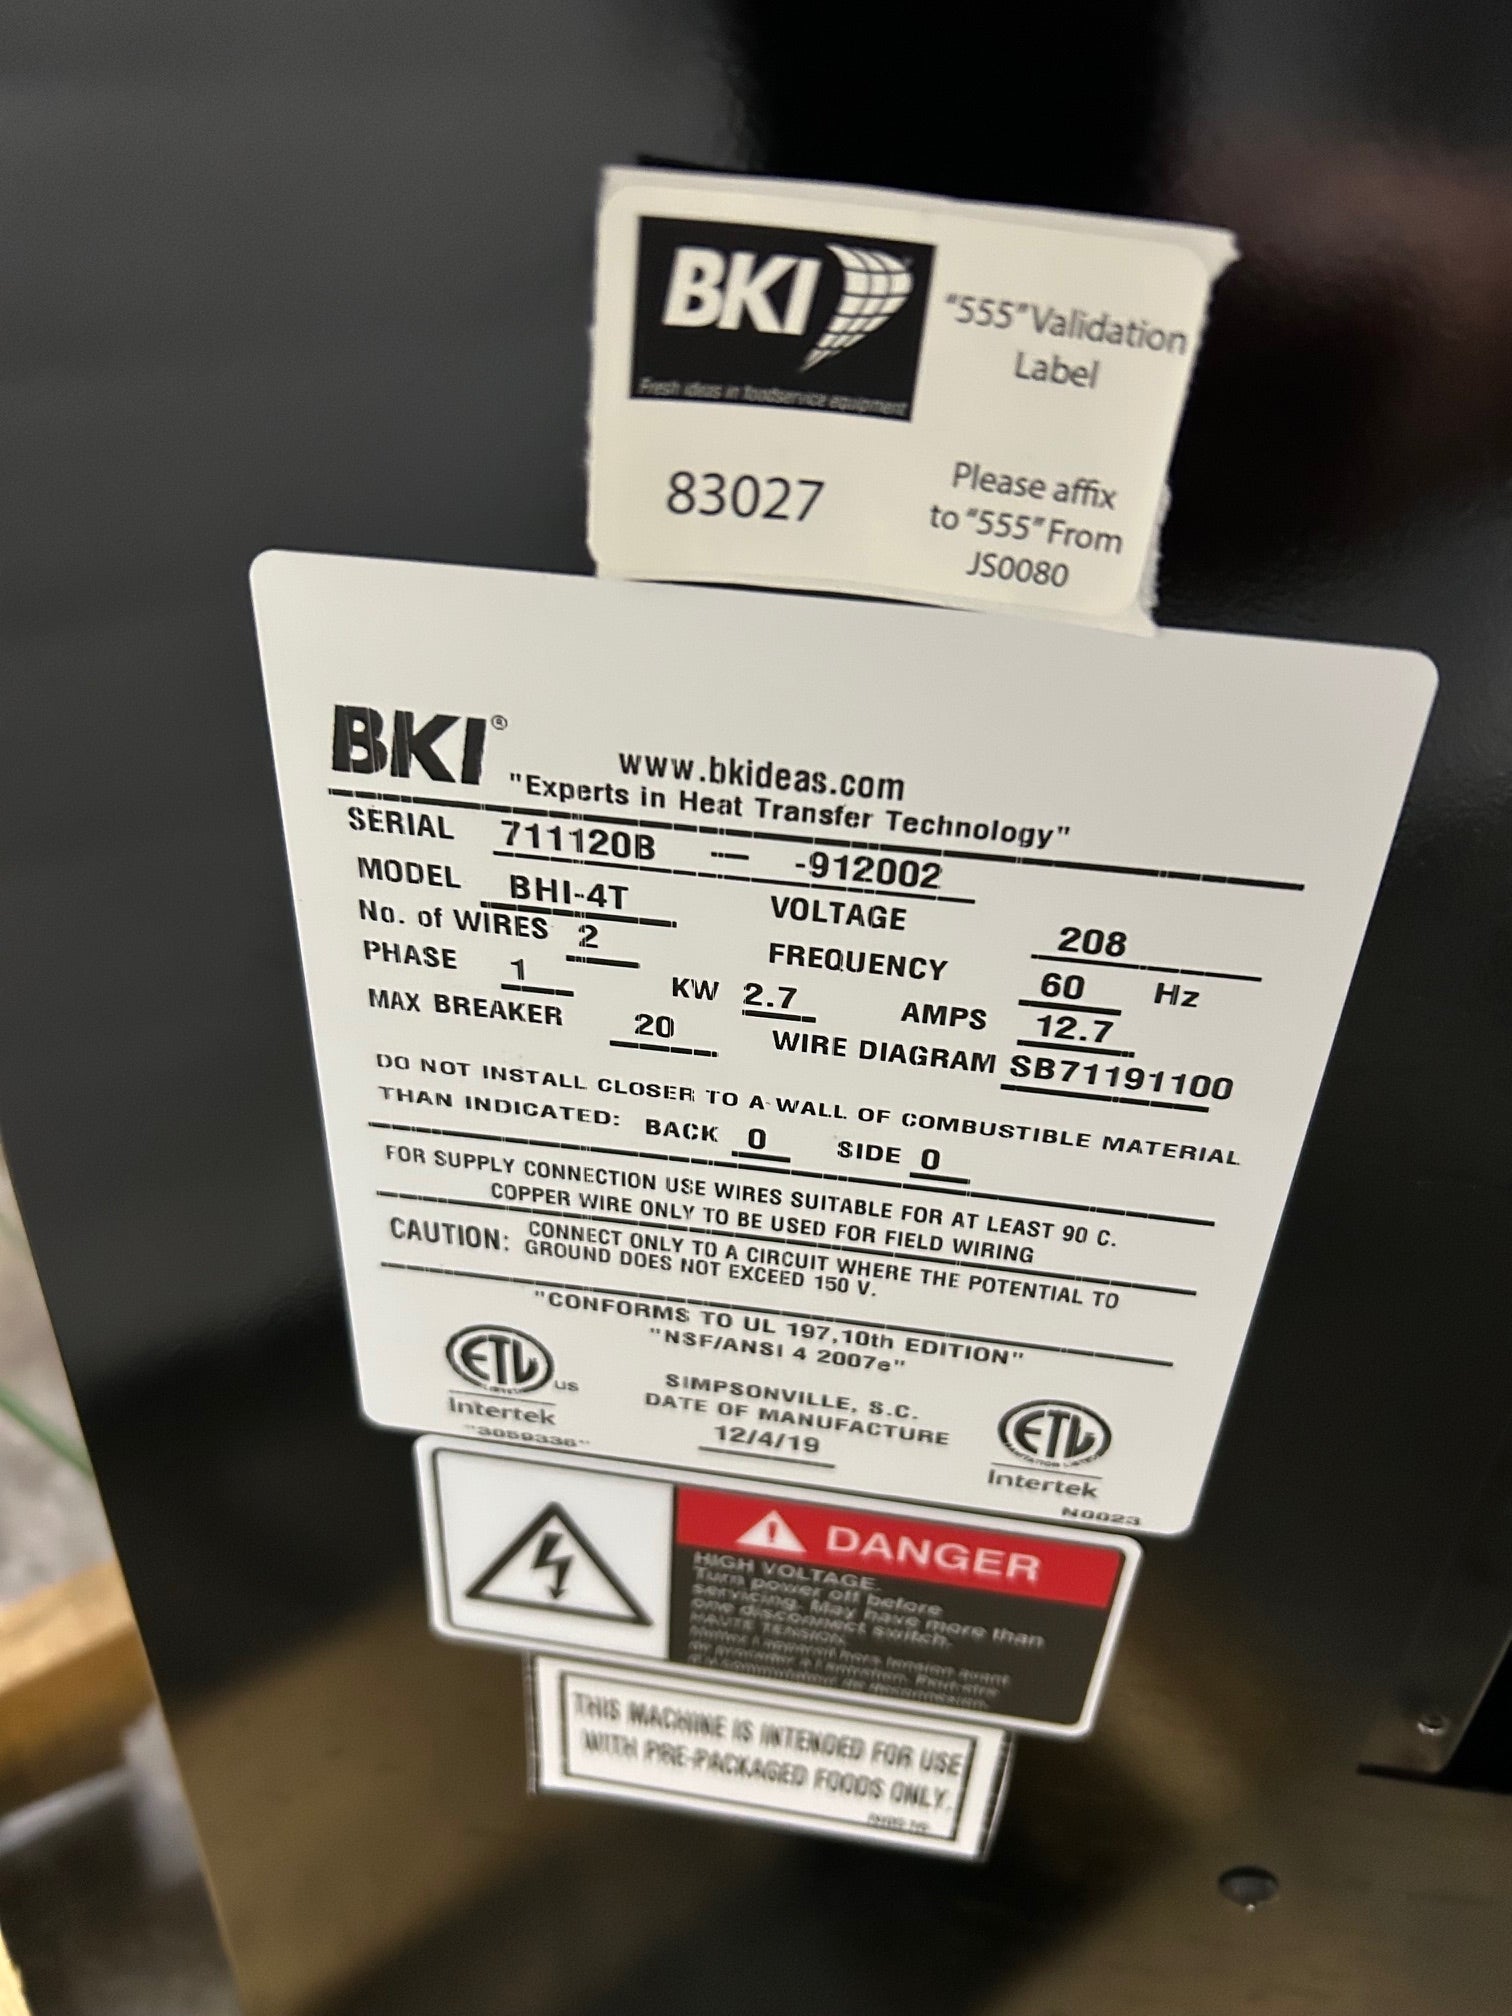 BKI
Fresh ideas in foodservice equipment
"555" Validation
Label
83027
Please affix
to "555" From
JS0080
BKI®
www.bkideas.com
"Experts in Heat Transfer Technology"
SERIAL 711120B — -912002
MODEL BHI-4T VOLTAGE 208
No. of WIRES 2 FREQUENCY 60 Hz
PHASE 1 KW 2.7 AMPS 12.7
MAX BREAKER 20 WIRE DIAGRAM SB71191100
DO NOT INSTALL CLOSER TO A WALL OF COMBUSTIBLE MATERIAL
THAN INDICATED: BACK 0 SIDE 0
FOR SUPPLY CONNECTION USE WIRES SUITABLE FOR AT LEAST 90 C.
COPPER WIRE ONLY TO BE USED FOR FIELD WIRING
CAUTION: CONNECT ONLY TO A CIRCUIT WHERE THE POTENTIAL TO
GROUND DOES NOT EXCEED 150 V.
"CONFORMS TO UL 197,10th EDITION"
"NSF/ANSI 4 2007e"
ETL US
Intertek
"3059336"
SIMPSONVILLE, S.C.
DATE OF MANUFACTURE
12/4/19
ETL
Intertek
N0023
DANGER
HIGH VOLTAGE.
Turn power off before
servicing. May have more than
one disconnect switch.
HAUTE TENSION.
THIS MACHINE IS INTENDED FOR USE
WITH PRE-PACKAGED FOODS ONLY.